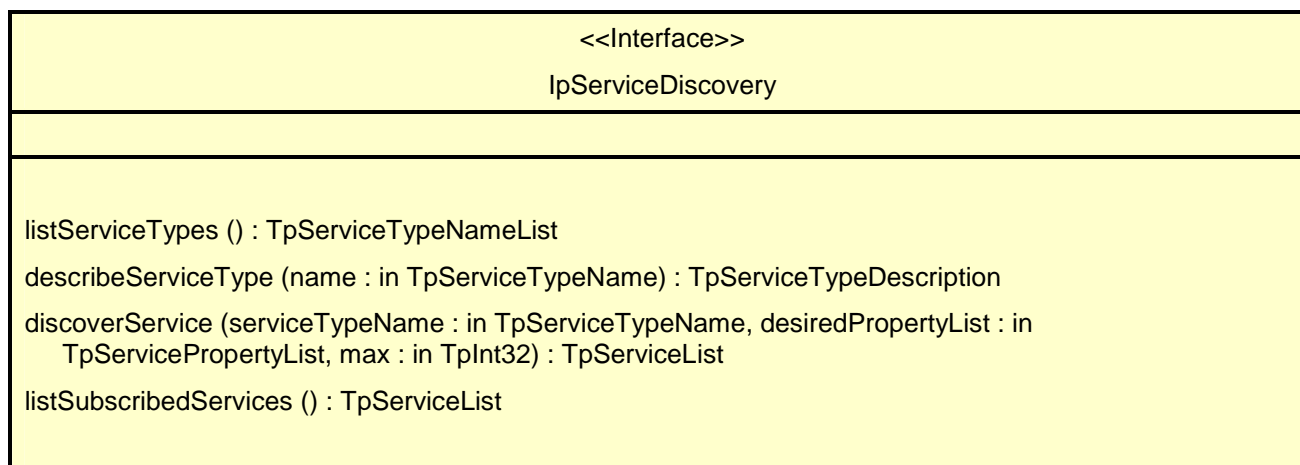 <<Interface>>
IpServiceDiscovery
listServiceTypes () : TpServiceTypeNameList
describeServiceType (name : in TpServiceTypeName) : TpServiceTypeDescription
discoverService (serviceTypeName : in TpServiceTypeName, desiredPropertyList : in
TpServicePropertyList, max : in TpInt32) : TpServiceList
listSubscribedServices () : TpServiceList